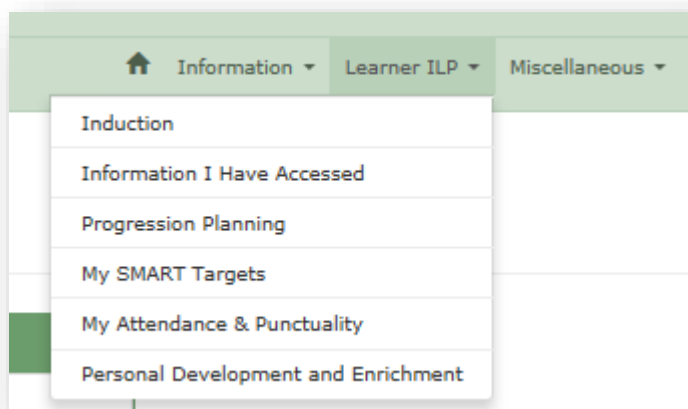 Information Learner ILP Miscellaneous
Induction
Information I Have Accessed
Progression Planning
My SMART Targets
My Attendance & Punctuality
Personal Development and Enrichment